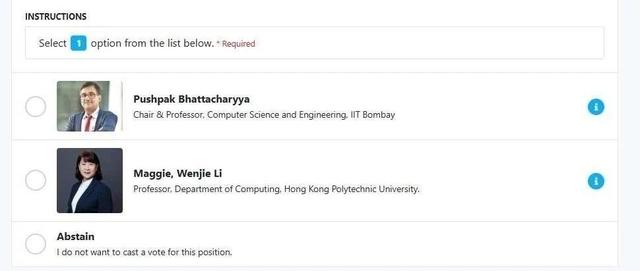 INSTRUCTIONS
Select 1 option from the list below. * Required
Pushpak Bhattacharyya
Chair & Professor, Computer Science and Engineering, IIT Bombay
i
Maggie, Wenjie Li
Professor, Department of Computing, Hong Kong Polytechnic University.
i
Abstain
I do not want to cast a vote for this position.